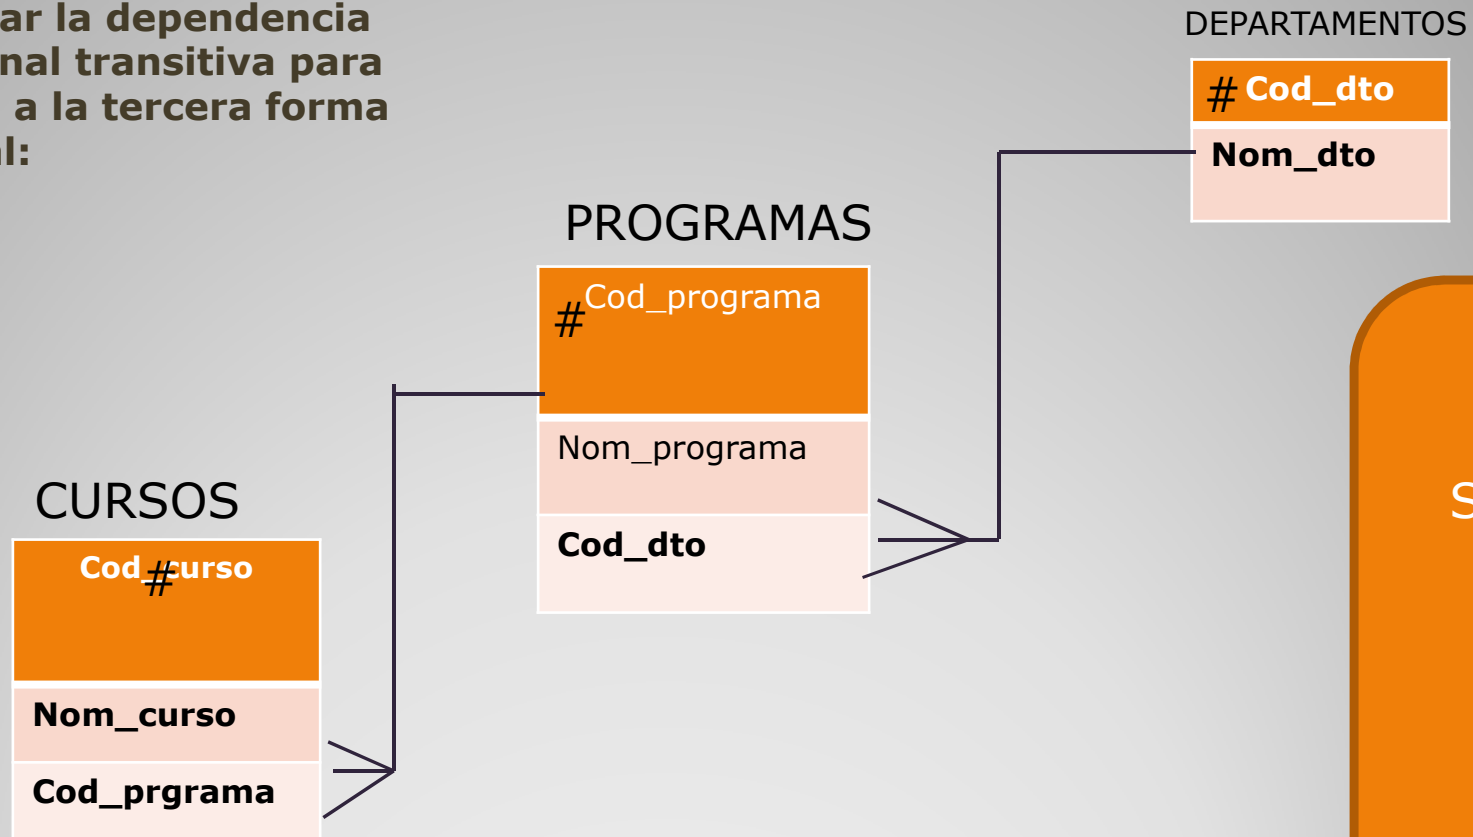 ar la dependencia
nal transitiva para
a la tercera forma
al:
DEPARTAMENTOS
# Cod_dto
Nom_dto
PROGRAMAS
# Cod_programa
Nom_programa
Cod_dto
CURSOS
# Cod_curso
Nom_curso
Cod_prgrama
S